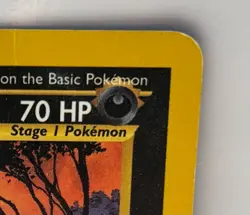 on the Basic Pokémon
70 HP
Stage 1 Pokémon